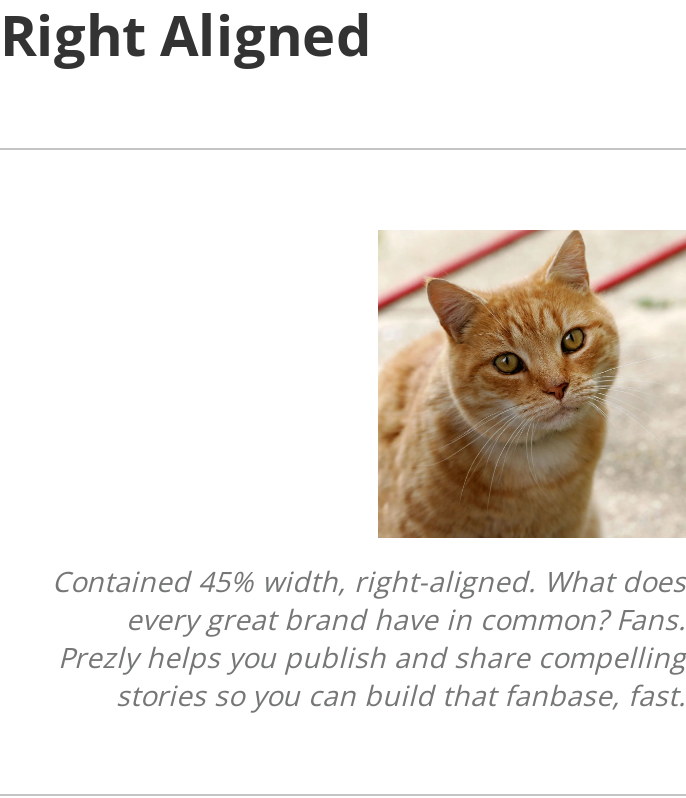 Right Aligned
Contained 45% width, right-aligned. What does
every great brand have in common? Fans.
Prezly helps you publish and share compelling
stories so you can build that fanbase, fast.